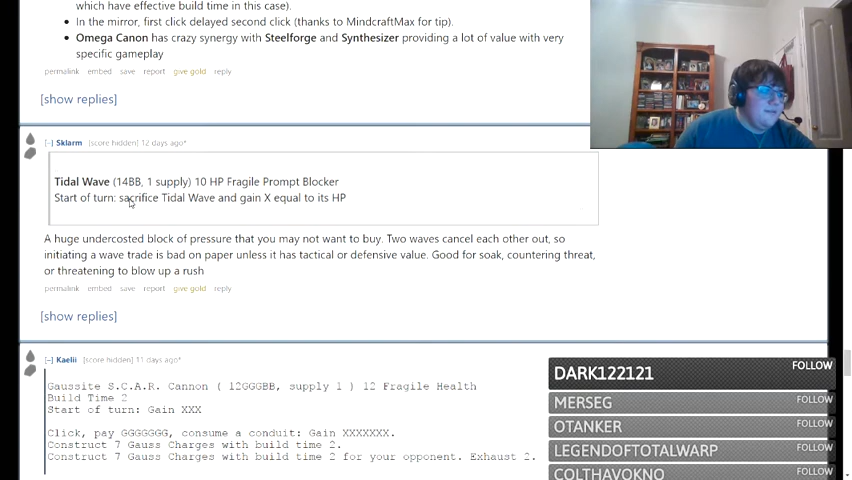 which have effective build time in this case).
• In the mirror, first click delayed second click (thanks to MindcraftMax for tip).
• Omega Canon has crazy synergy with Steelforge and Synthesizer providing a lot of value with very
specific gameplay
permalink embed save report give gold reply
[show replies]
[–] Sklarm [score hidden] 12 days ago*
Tidal Wave (14BB, 1 supply) 10 HP Fragile Prompt Blocker
Start of turn: sacrifice Tidal Wave and gain X equal to its HP
A huge undercosted block of pressure that you may not want to buy. Two waves cancel each other out, so
initiating a wave trade is bad on paper unless it has tactical or defensive value. Good for soak, countering threat,
or threatening to blow up a rush
permalink embed save report give gold reply
[show replies]
[–] Kaelii [score hidden] 11 days ago*
Gaussite S.C.A.R. Cannon ( 12GGGBB, supply 1 ) 12 Fragile Health
Build Time 2
Start of turn: Gain XXX
Click, pay GGGGGGG, consume a conduit: Gain XXXXXXX.
Construct 7 Gauss Charges with build time 2.
Construct 7 Gauss Charges with build time 2 for your opponent. Exhaust 2.
DARK122121 FOLLOW
MERSEG FOLLOW
OTANKER FOLLOW
LEGENDOFTOTALWARP FOLLOW
COLTHAVOKNO FOLLOW